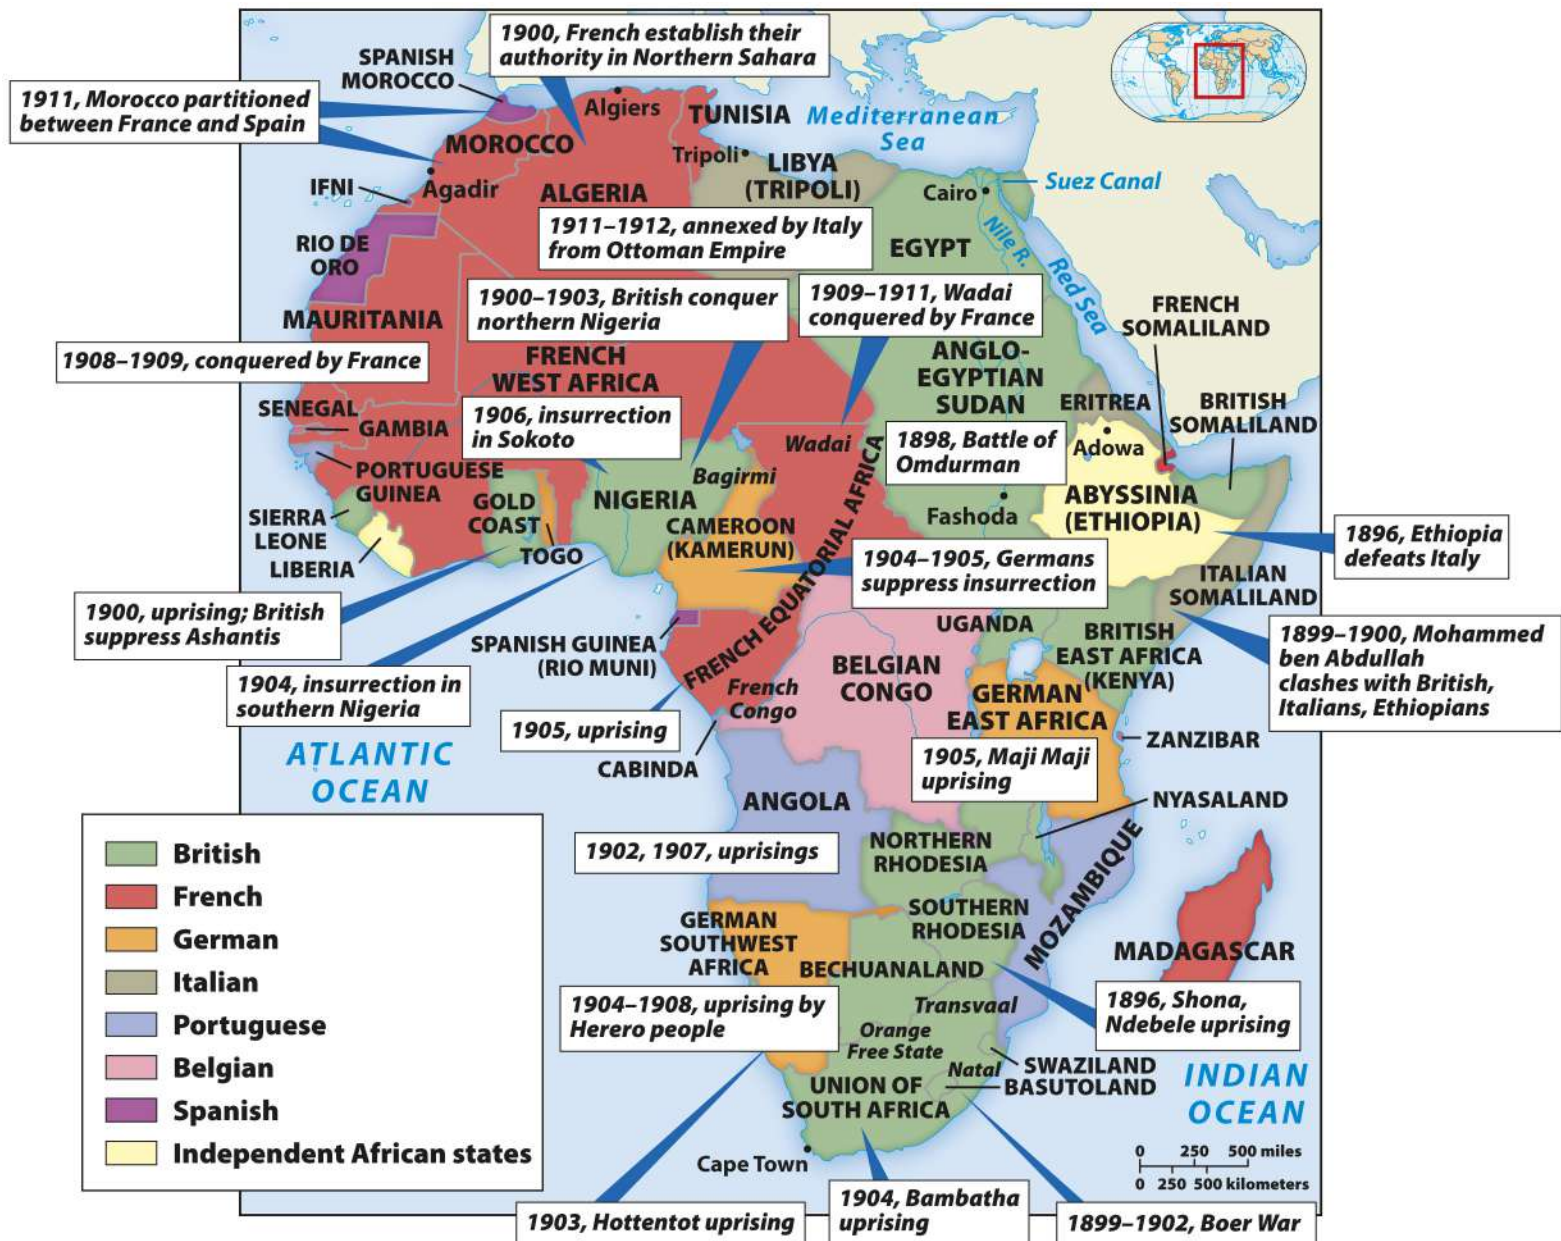 1900, French establish their
authority in Northern Sahara
SPANISH
MOROCCO
1911, Morocco partitioned
between France and Spain
Algiers
TUNISIA
Mediterranean
Sea
MOROCCO
Tripoli
LIBYA
(TRIPOLI)
IFNI
Agadir
ALGERIA
Cairo
Suez Canal
1911–1912, annexed by Italy
from Ottoman Empire
EGYPT
Nile R.
Red Sea
RIO DE
ORO
1900–1903, British conquer
northern Nigeria
1909–1911, Wadai
conquered by France
FRENCH
SOMALILAND
MAURITANIA
1908–1909, conquered by France
FRENCH
WEST AFRICA
ANGLO-
EGYPTIAN
SUDAN
ERITREA
BRITISH
SOMALILAND
SENEGAL
GAMBIA
1906, insurrection
in Sokoto
Wadai
1898, Battle of
Omdurman
Adowa
PORTUGUESE
GUINEA
Bagirmi
GOLD
COAST
NIGERIA
ABYSSINIA
(ETHIOPIA)
SIERRA
LEONE
CAMEROON
(KAMERUN)
Fashoda
LIBERIA
TOGO
FRENCH EQUATORIAL AFRICA
1904–1905, Germans
suppress insurrection
1896, Ethiopia
defeats Italy
ITALIAN
SOMALILAND
1900, uprising; British
suppress Ashantis
SPANISH GUINEA
(RIO MUNI)
UGANDA
BRITISH
EAST AFRICA
(KENYA)
1899–1900, Mohammed
ben Abdullah
clashes with British,
Italians, Ethiopians
BELGIAN
CONGO
1904, insurrection in
southern Nigeria
French
Congo
GERMAN
EAST AFRICA
1905, uprising
CABINDA
1905, Maji Maji
uprising
ZANZIBAR
ATLANTIC
OCEAN
ANGOLA
NYASALAND
1902, 1907, uprisings
NORTHERN
RHODESIA
MOZAMBIQUE
SOUTHERN
RHODESIA
GERMAN
SOUTHWEST
AFRICA
MADAGASCAR
BECHUANALAND
1904–1908, uprising by
Herero people
Transvaal
1896, Shona,
Ndebele uprising
Orange
Free State
Natal
SWAZILAND
BASUTOLAND
UNION OF
SOUTH AFRICA
INDIAN
OCEAN
Cape Town
0 250 500 miles
0 250 500 kilometers
1903, Hottentot uprising
1904, Bambatha
uprising
1899–1902, Boer War
British
French
German
Italian
Portuguese
Belgian
Spanish
Independent African states